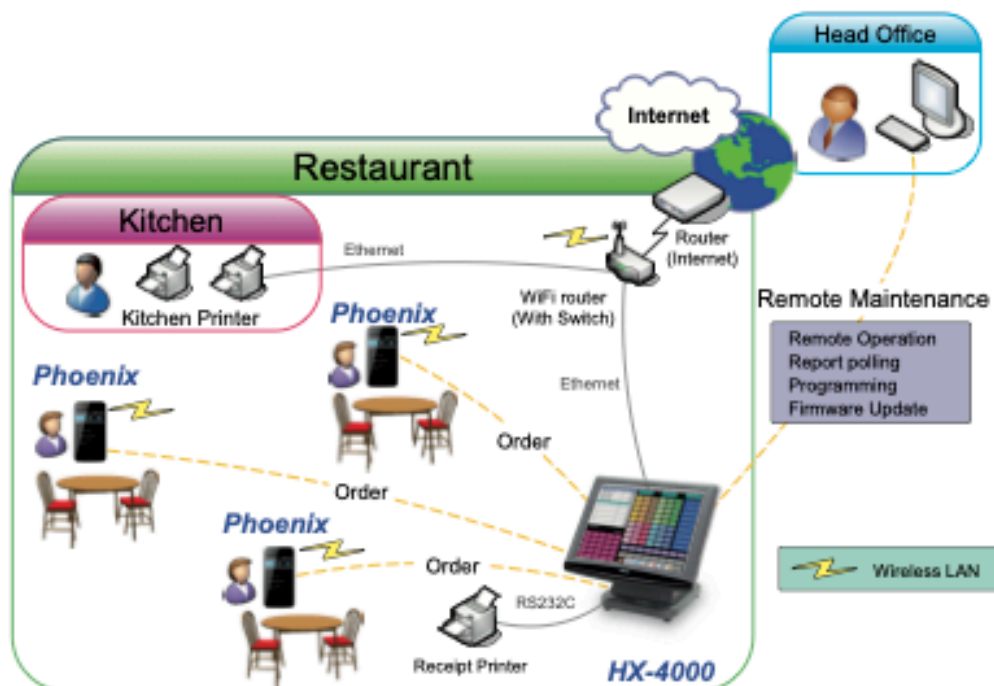 Head Office
Internet
Restaurant
Kitchen
Ethernet
Router
(Internet)
Kitchen Printer
WiFi router
(With Switch)
Remote Maintenance
Remote Operation
Report polling
Programming
Firmware Update
Phoenix
Phoenix
Ethernet
Order
Order
Phoenix
Order
Wireless LAN
RS232C
Receipt Printer
HX-4000